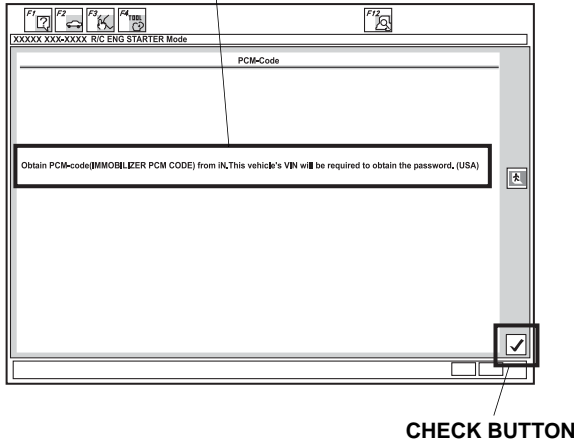 F1 F2 F3 F4 TOOL F12
XXXXX XXX-XXXX R/C ENG STARTER Mode
PCM-Code
Obtain PCM-code(IMMOBILIZER PCM CODE) from iN.This vehicle's VIN will be required to obtain the password. (USA)
CHECK BUTTON